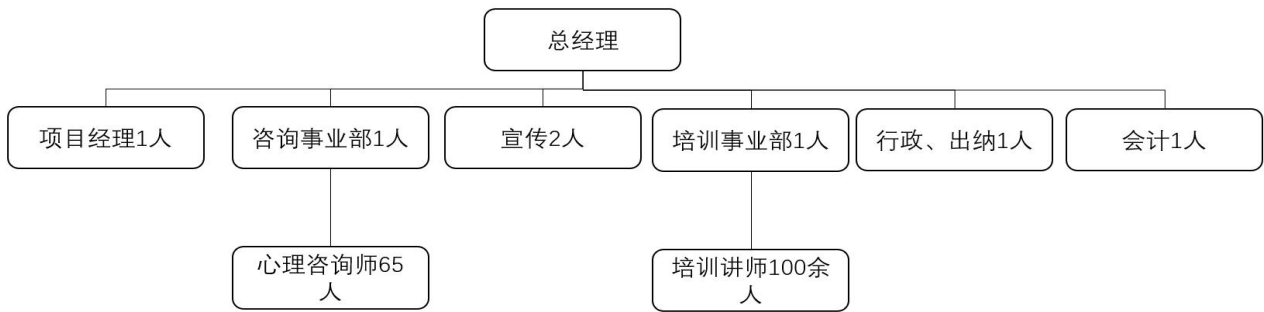 总经理
项目经理1人
咨询事业部1人
宣传2人
培训事业部1人
行政、出纳1人
会计1人
心理咨询师65
人
培训讲师100余
人